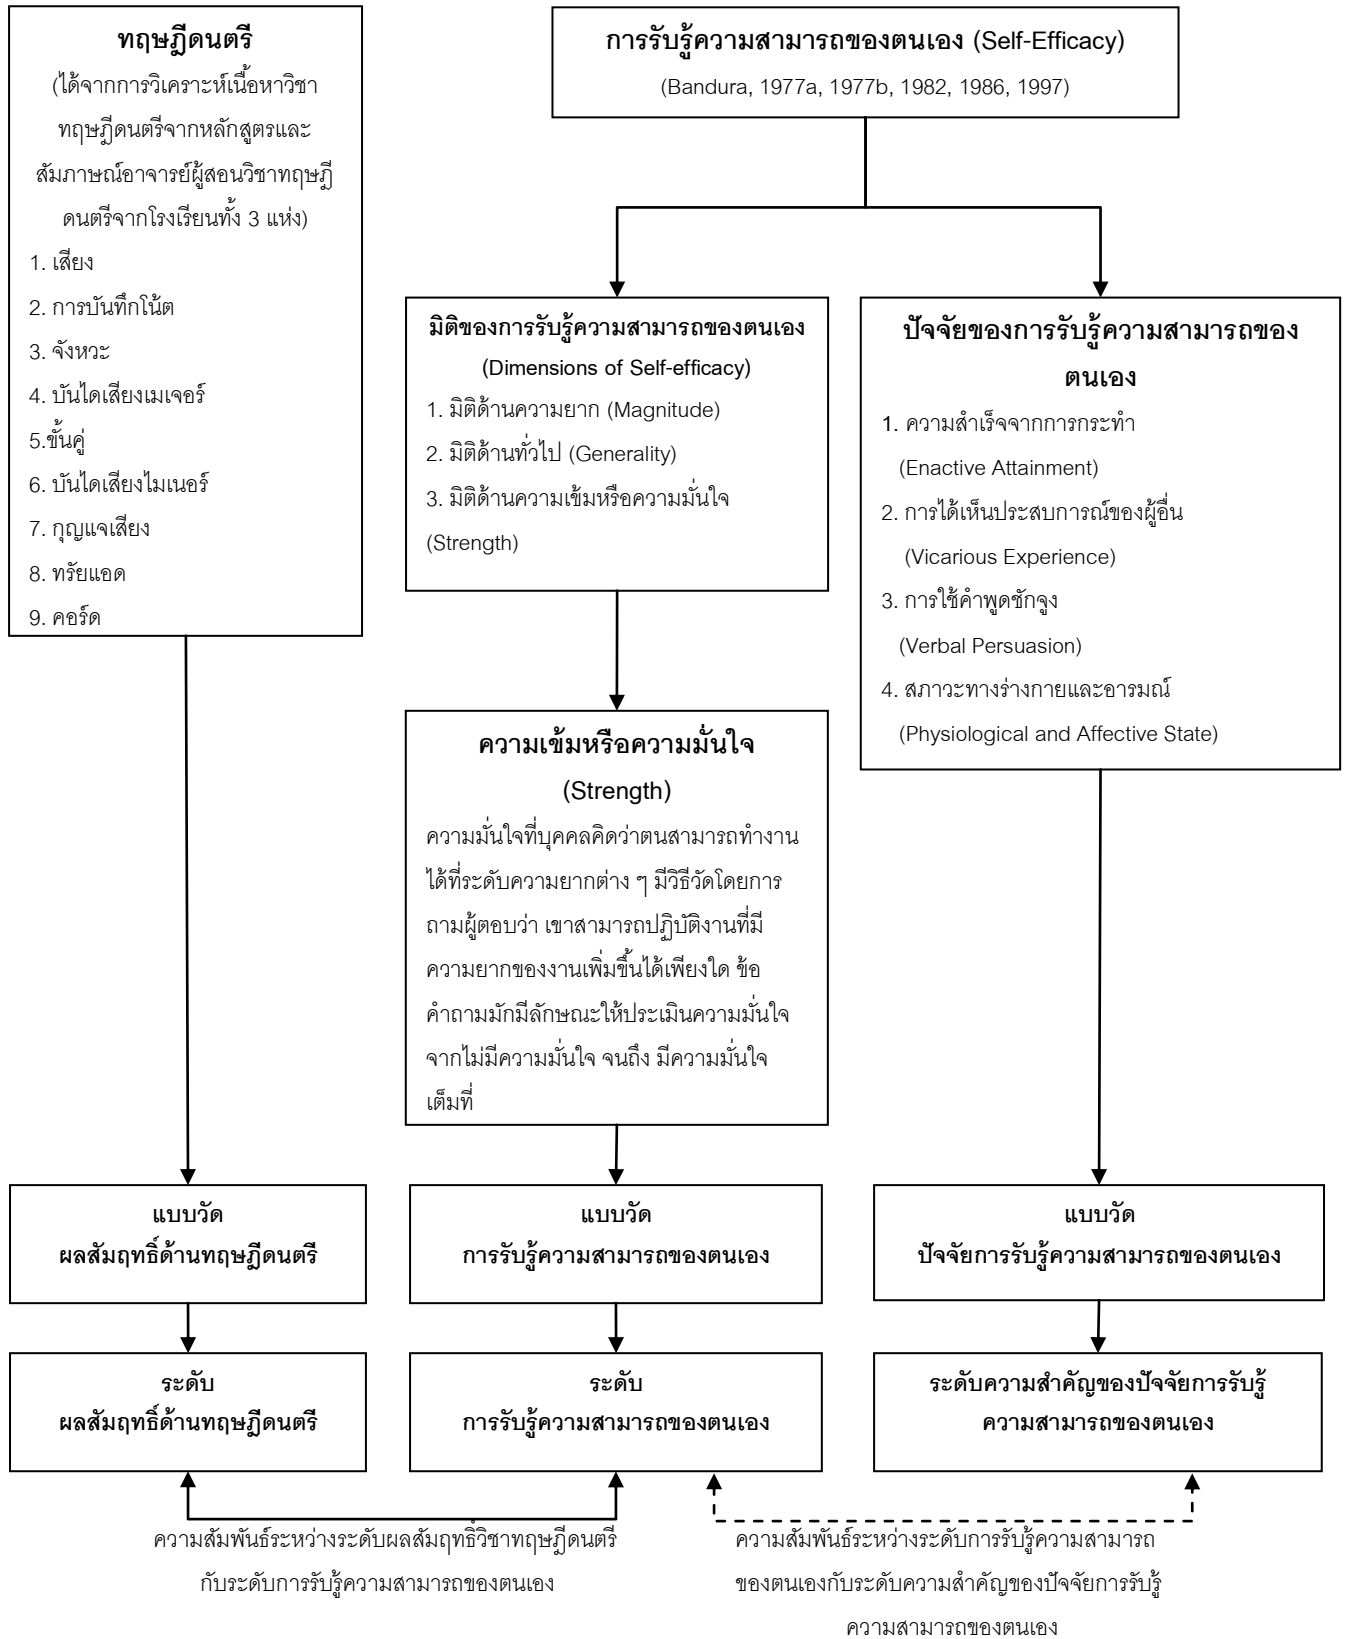 ทฤษฎีดนตรี
(ได้จากการวิเคราะห์เนื้อหาวิชา
ทฤษฎีดนตรีจากหลักสูตรและ
สัมภาษณ์อาจารย์ผู้สอนวิชาทฤษฎี
ดนตรีจากโรงเรียนทั้ง 3 แห่ง)
1. เสียง
2. การบันทึกโน้ต
3. จังหวะ
4. บันไดเสียงเมเจอร์
5.ขั้นคู่
6. บันไดเสียงไมเนอร์
7. กุญแจเสียง
8. ทรัยแอด
9. คอร์ด
การรับรู้ความสามารถของตนเอง (Self-Efficacy)
(Bandura, 1977a, 1977b, 1982, 1986, 1997)
มิติของการรับรู้ความสามารถของตนเอง
(Dimensions of Self-efficacy)
1. มิติด้านความยาก (Magnitude)
2. มิติด้านทั่วไป (Generality)
3. มิติด้านความเข้มหรือความมั่นใจ
(Strength)
ปัจจัยของการรับรู้ความสามารถของ
ตนเอง
1. ความสำเร็จจากการกระทำ
(Enactive Attainment)
2. การได้เห็นประสบการณ์ของผู้อื่น
(Vicarious Experience)
3. การใช้คำพูดชักจูง
(Verbal Persuasion)
4. สภาวะทางร่างกายและอารมณ์
(Physiological and Affective State)
ความเข้มหรือความมั่นใจ
(Strength)
ความมั่นใจที่บุคคลคิดว่าตนสามารถทำงาน
ได้ที่ระดับความยากต่าง ๆ มีวิธีวัดโดยการ
ถามผู้ตอบว่า เขาสามารถปฏิบัติงานที่มี
ความยากของงานเพิ่มขึ้นได้เพียงใด ข้อ
คำถามมักมีลักษณะให้ประเมินความมั่นใจ
จากไม่มีความมั่นใจ จนถึง มีความมั่นใจ
เต็มที่
แบบวัด
ผลสัมฤทธิ์ด้านทฤษฎีดนตรี
แบบวัด
การรับรู้ความสามารถของตนเอง
แบบวัด
ปัจจัยการรับรู้ความสามารถของตนเอง
ระดับ
ผลสัมฤทธิ์ด้านทฤษฎีดนตรี
ระดับ
การรับรู้ความสามารถของตนเอง
ระดับความสำคัญของปัจจัยการรับรู้
ความสามารถของตนเอง
ความสัมพันธ์ระหว่างระดับผลสัมฤทธิ์วิชาทฤษฎีดนตรี
กับระดับการรับรู้ความสามารถของตนเอง
ความสัมพันธ์ระหว่างระดับการรับรู้ความสามารถ
ของตนเองกับระดับความสำคัญของปัจจัยการรับรู้
ความสามารถของตนเอง